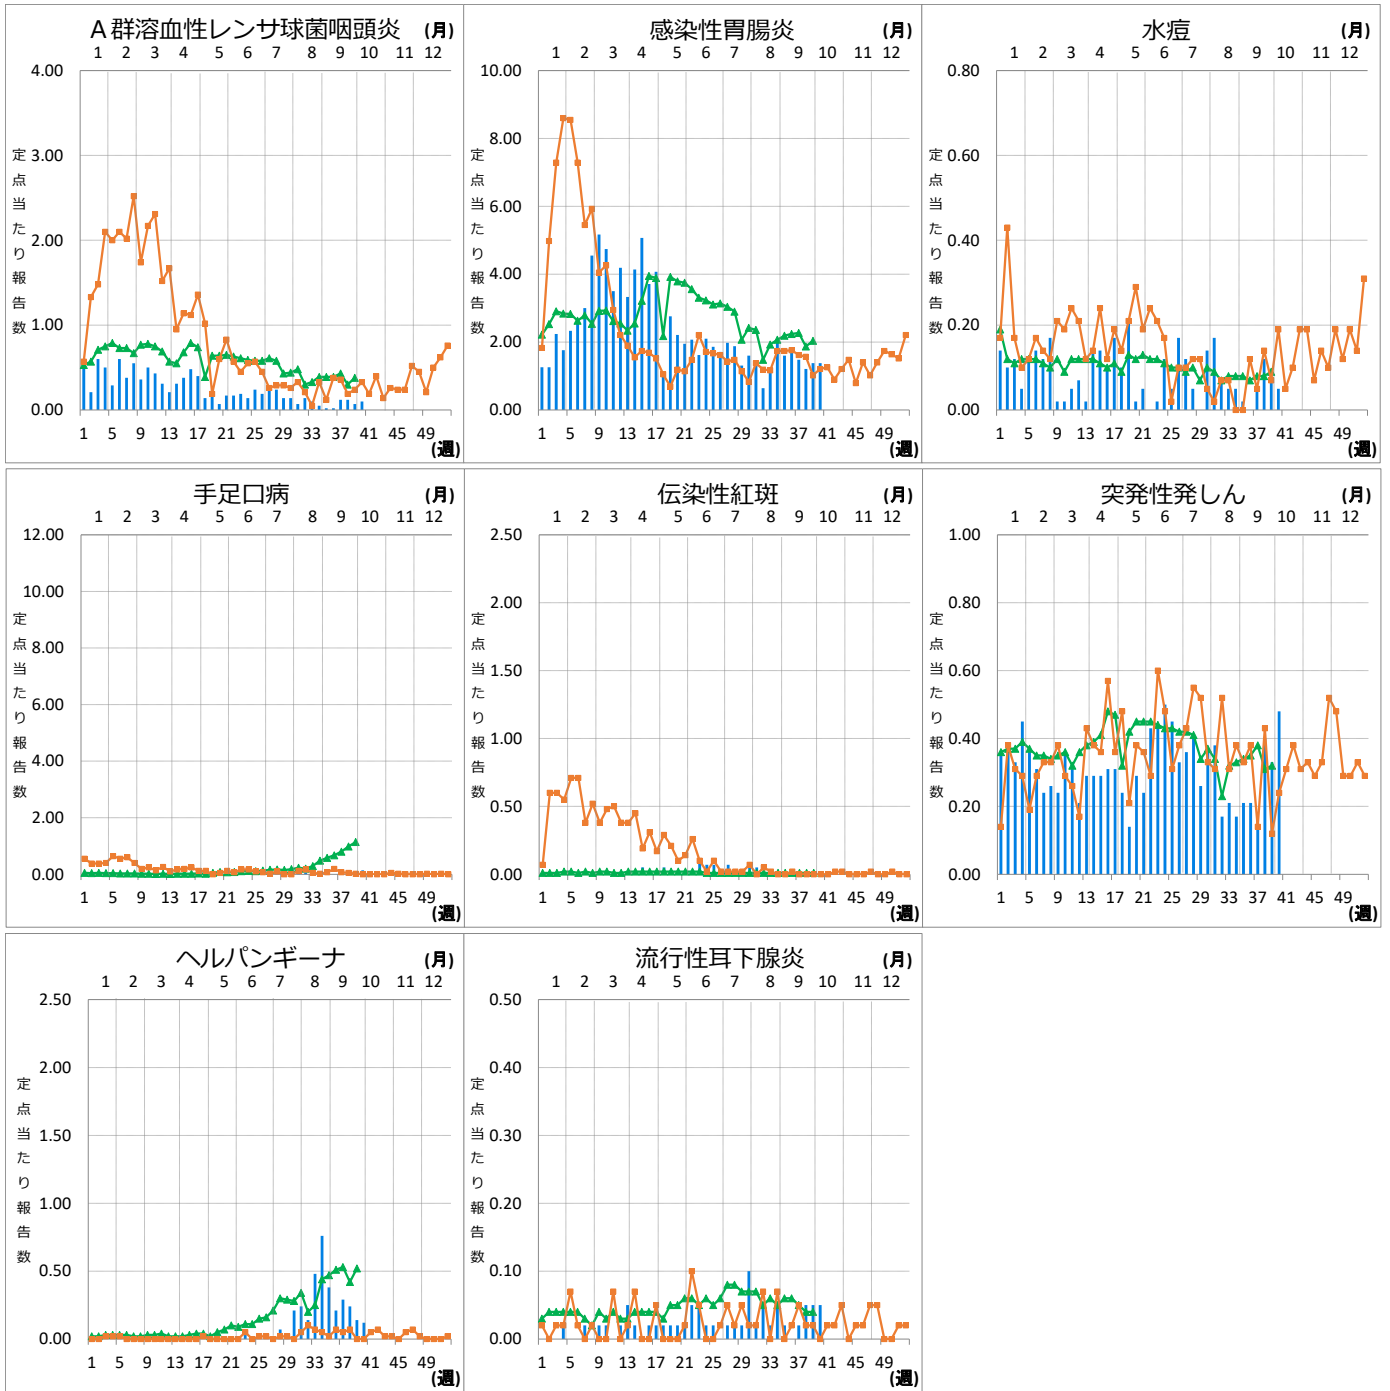 A群溶血性レンサ球菌咽頭炎 (月)
1 2 3 4 5 6 7 8 9 10 11 12
4.00
3.00
2.00
1.00
0.00
定点当たり報告数
1 5 9 13 17 21 25 29 33 37 41 45 49
(週)
感染性胃腸炎 (月)
1 2 3 4 5 6 7 8 9 10 11 12
10.00
8.00
6.00
4.00
2.00
0.00
定点当たり報告数
1 5 9 13 17 21 25 29 33 37 41 45 49
(週)
水痘 (月)
1 2 3 4 5 6 7 8 9 10 11 12
0.80
0.60
0.40
0.20
0.00
定点当たり報告数
1 5 9 13 17 21 25 29 33 37 41 45 49
(週)
手足口病 (月)
1 2 3 4 5 6 7 8 9 10 11 12
12.00
10.00
8.00
6.00
4.00
2.00
0.00
定点当たり報告数
1 5 9 13 17 21 25 29 33 37 41 45 49
(週)
伝染性紅斑 (月)
1 2 3 4 5 6 7 8 9 10 11 12
2.50
2.00
1.50
1.00
0.50
0.00
定点当たり報告数
1 5 9 13 17 21 25 29 33 37 41 45 49
(週)
突発性発しん (月)
1 2 3 4 5 6 7 8 9 10 11 12
1.00
0.80
0.60
0.40
0.20
0.00
定点当たり報告数
1 5 9 13 17 21 25 29 33 37 41 45 49
(週)
ヘルパンギーナ (月)
1 2 3 4 5 6 7 8 9 10 11 12
2.50
2.00
1.50
1.00
0.50
0.00
定点当たり報告数
1 5 9 13 17 21 25 29 33 37 41 45 49
(週)
流行性耳下腺炎 (月)
1 2 3 4 5 6 7 8 9 10 11 12
0.50
0.40
0.30
0.20
0.10
0.00
定点当たり報告数
1 5 9 13 17 21 25 29 33 37 41 45 49
(週)